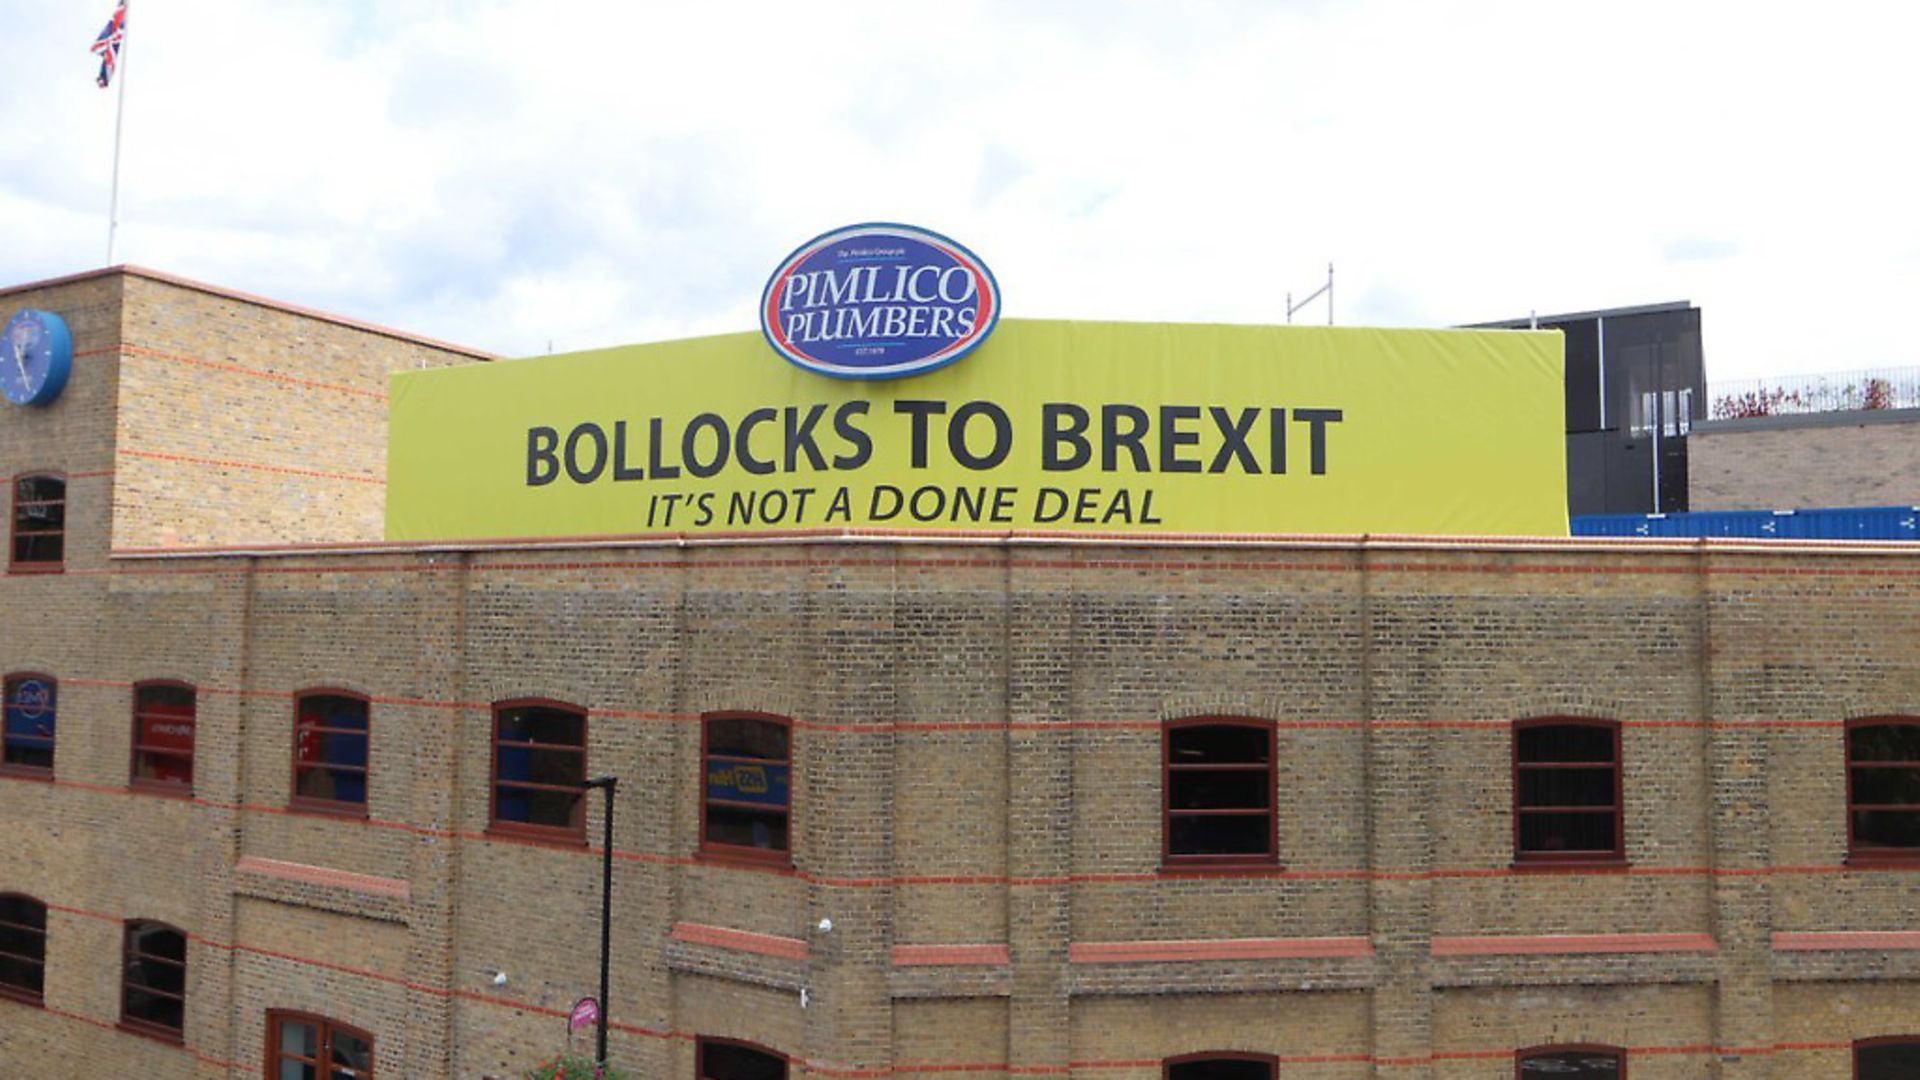 PIMLICO
PLUMBERS
BOLLOCKS TO BREXIT
IT'S NOT A DONE DEAL